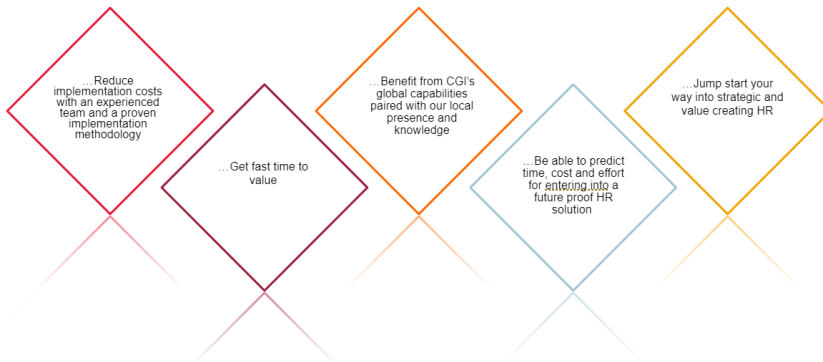 …Reduce
implementation costs
with an experienced
team and a proven
implementation
methodology
…Get fast time to
value
…Benefit from CGI’s
global capabilities
paired with our local
presence and
knowledge
…Be able to predict
time, cost and effort
for entering into a
future proof HR
solution
…Jump start your
way into strategic and
value creating HR